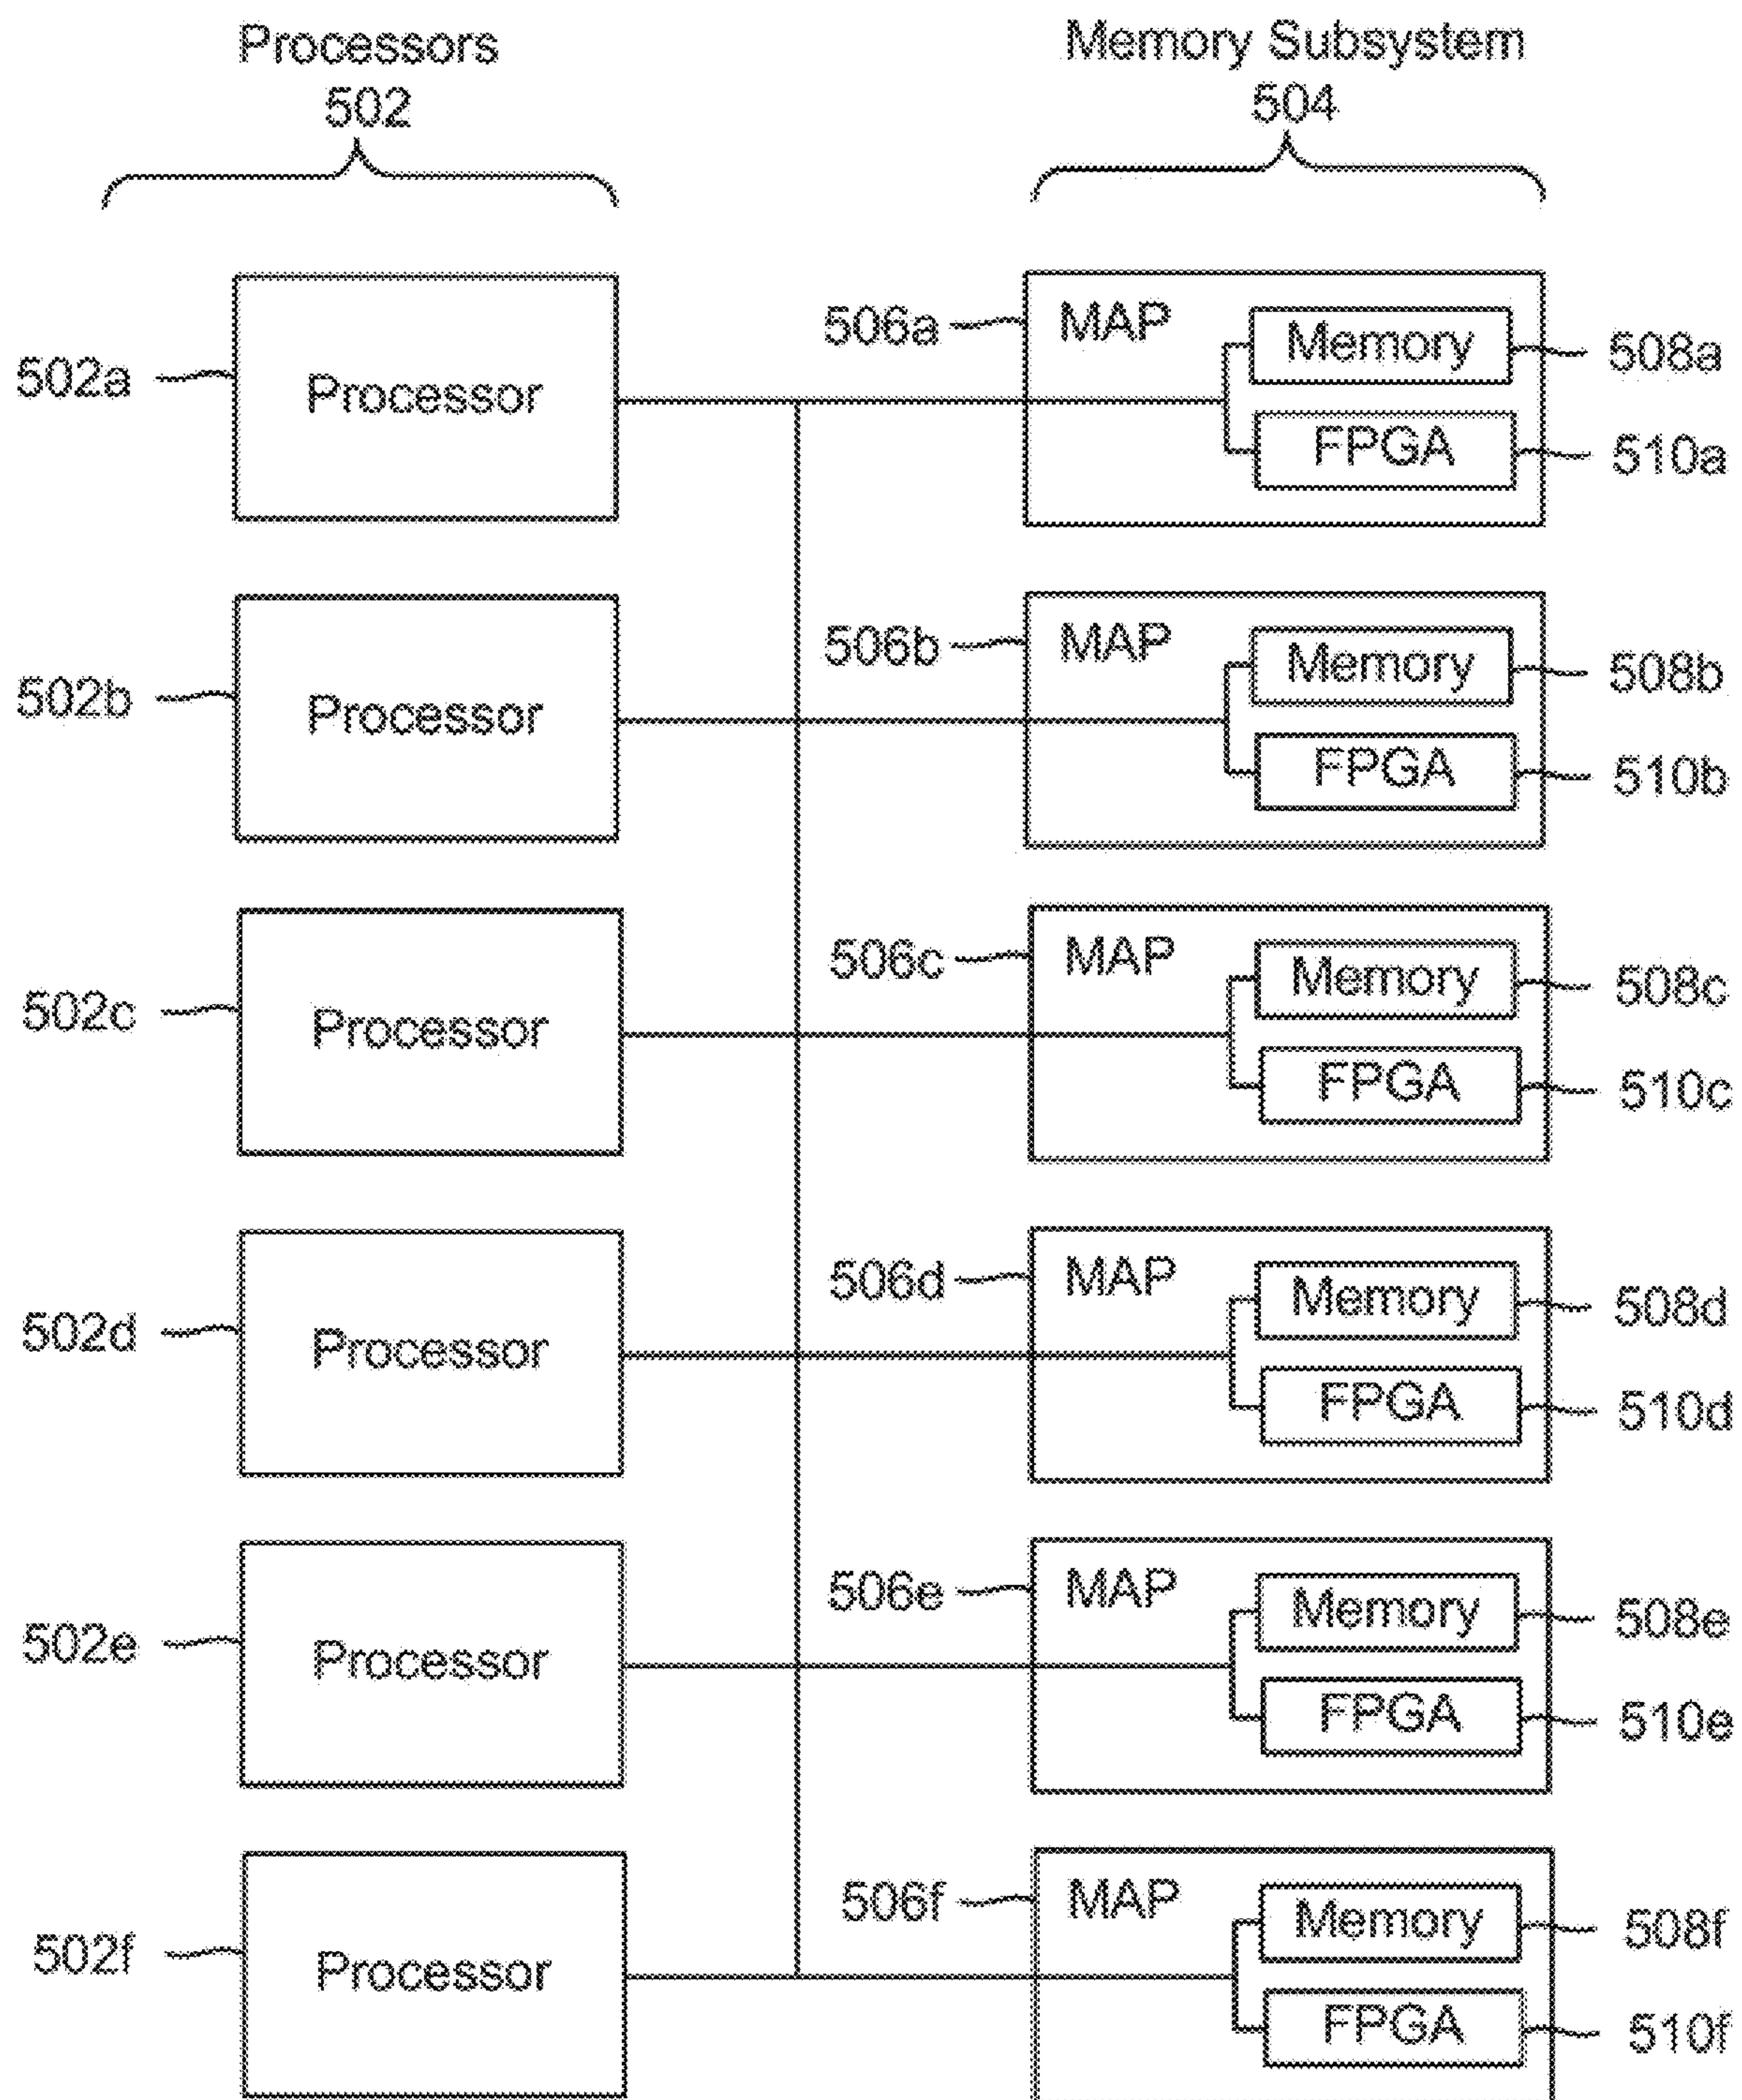 Processors
502
Memory Subsystem
504
502a
Processor
506a
MAP
Memory
508a
FPGA
510a
502b
Processor
506b
MAP
Memory
508b
FPGA
510b
502c
Processor
506c
MAP
Memory
508c
FPGA
510c
502d
Processor
506d
MAP
Memory
508d
FPGA
510d
502e
Processor
506e
MAP
Memory
508e
FPGA
510e
502f
Processor
506f
MAP
Memory
508f
FPGA
510f